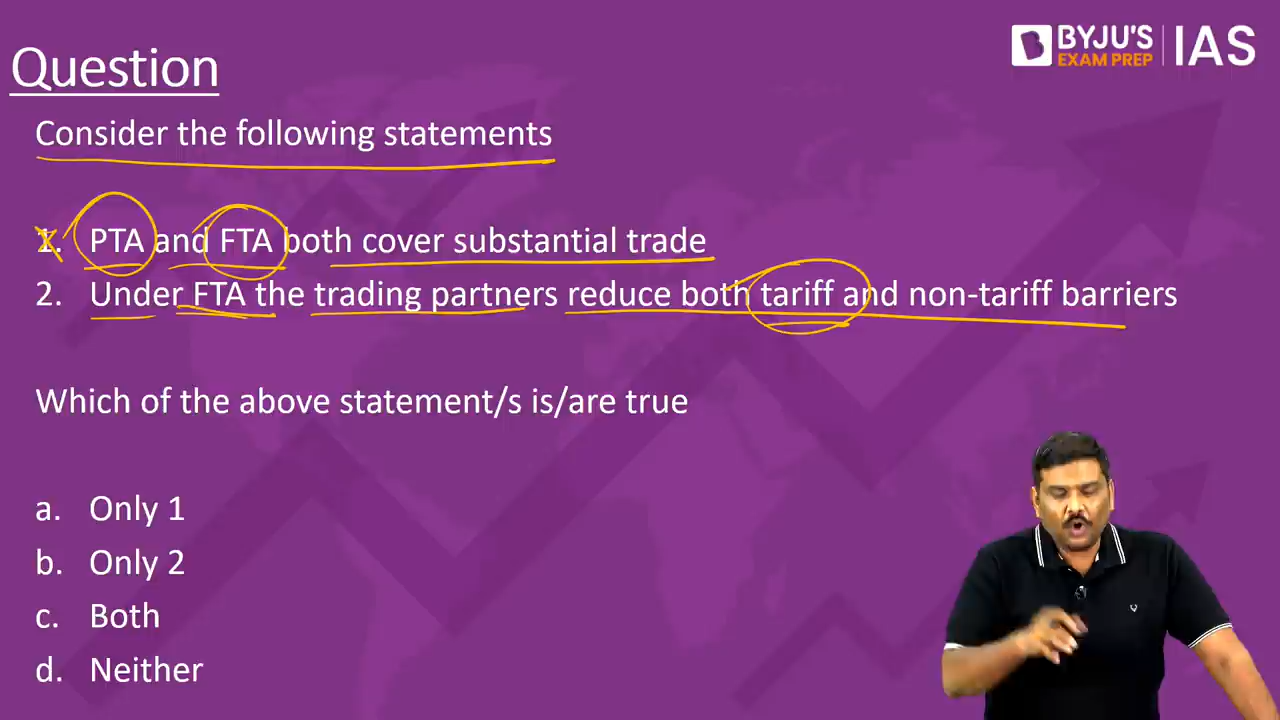 Question
BYJU'S
EXAM PREP
IAS
Consider the following statements
1. PTA and FTA both cover substantial trade
2. Under FTA the trading partners reduce both tariff and non-tariff barriers
Which of the above statement/s is/are true
a. Only 1
b. Only 2
c. Both
d. Neither